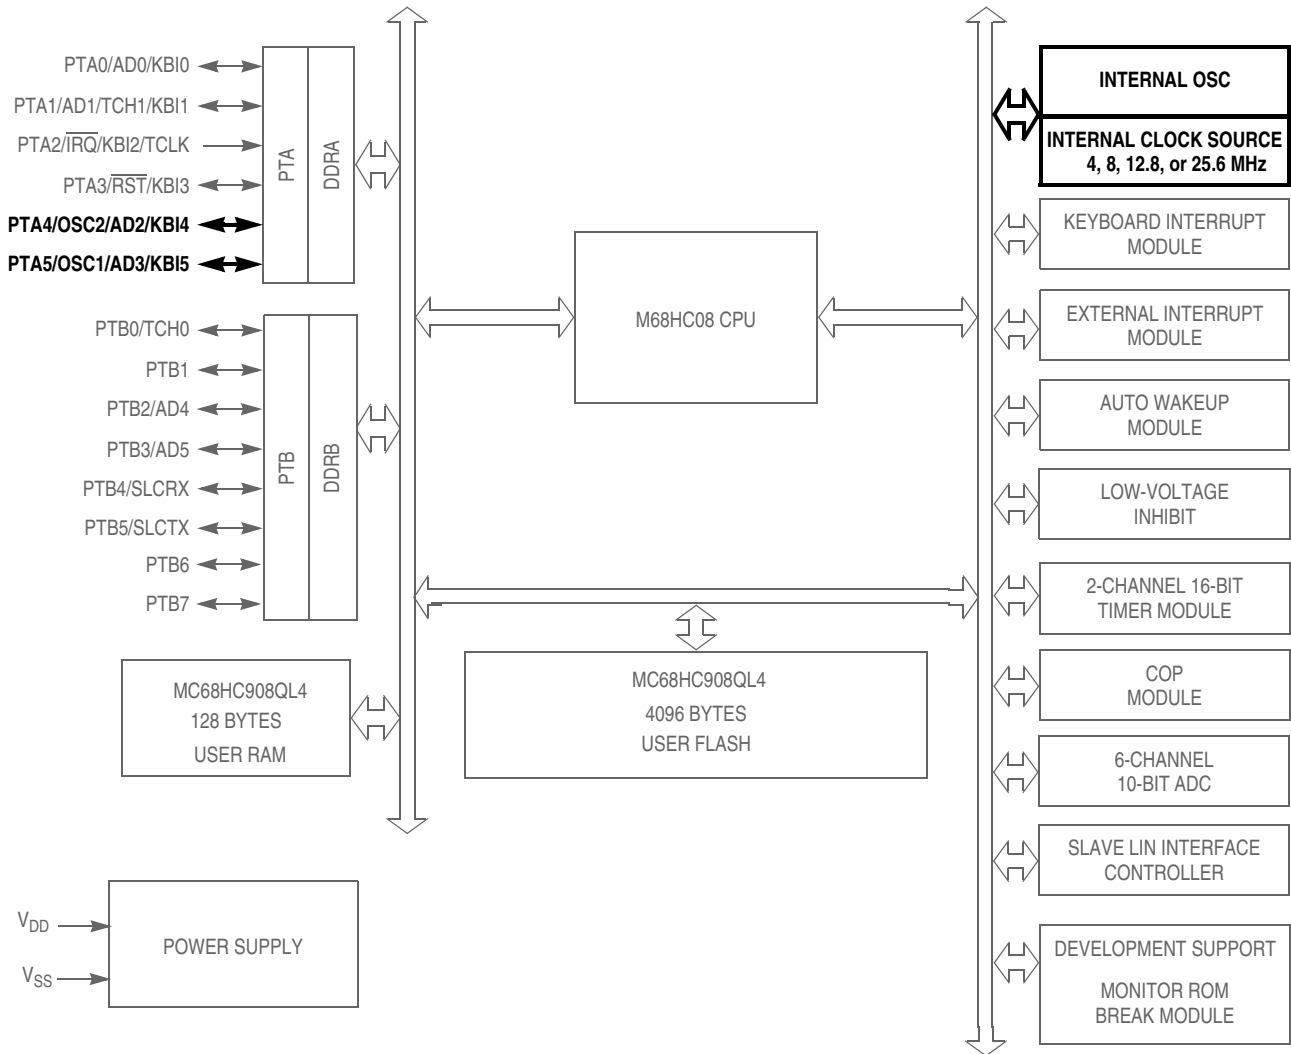 PTA0/AD0/KBI0
PTA1/AD1/TCH1/KBI1
PTA2/IRQ/KBI2/TCLK
PTA3/RST/KBI3
PTA4/OSC2/AD2/KBI4
PTA5/OSC1/AD3/KBI5
PTA
DDRA
PTB0/TCH0
PTB1
PTB2/AD4
PTB3/AD5
PTB4/SLCRX
PTB5/SLCTX
PTB6
PTB7
PTB
DDRB
MC68HC908QL4
128 BYTES
USER RAM
VDD
VSS
POWER SUPPLY
M68HC08 CPU
MC68HC908QL4
4096 BYTES
USER FLASH
INTERNAL OSC
INTERNAL CLOCK SOURCE
4, 8, 12.8, or 25.6 MHz
KEYBOARD INTERRUPT
MODULE
EXTERNAL INTERRUPT
MODULE
AUTO WAKEUP
MODULE
LOW-VOLTAGE
INHIBIT
2-CHANNEL 16-BIT
TIMER MODULE
COP
MODULE
6-CHANNEL
10-BIT ADC
SLAVE LIN INTERFACE
CONTROLLER
DEVELOPMENT SUPPORT
MONITOR ROM
BREAK MODULE